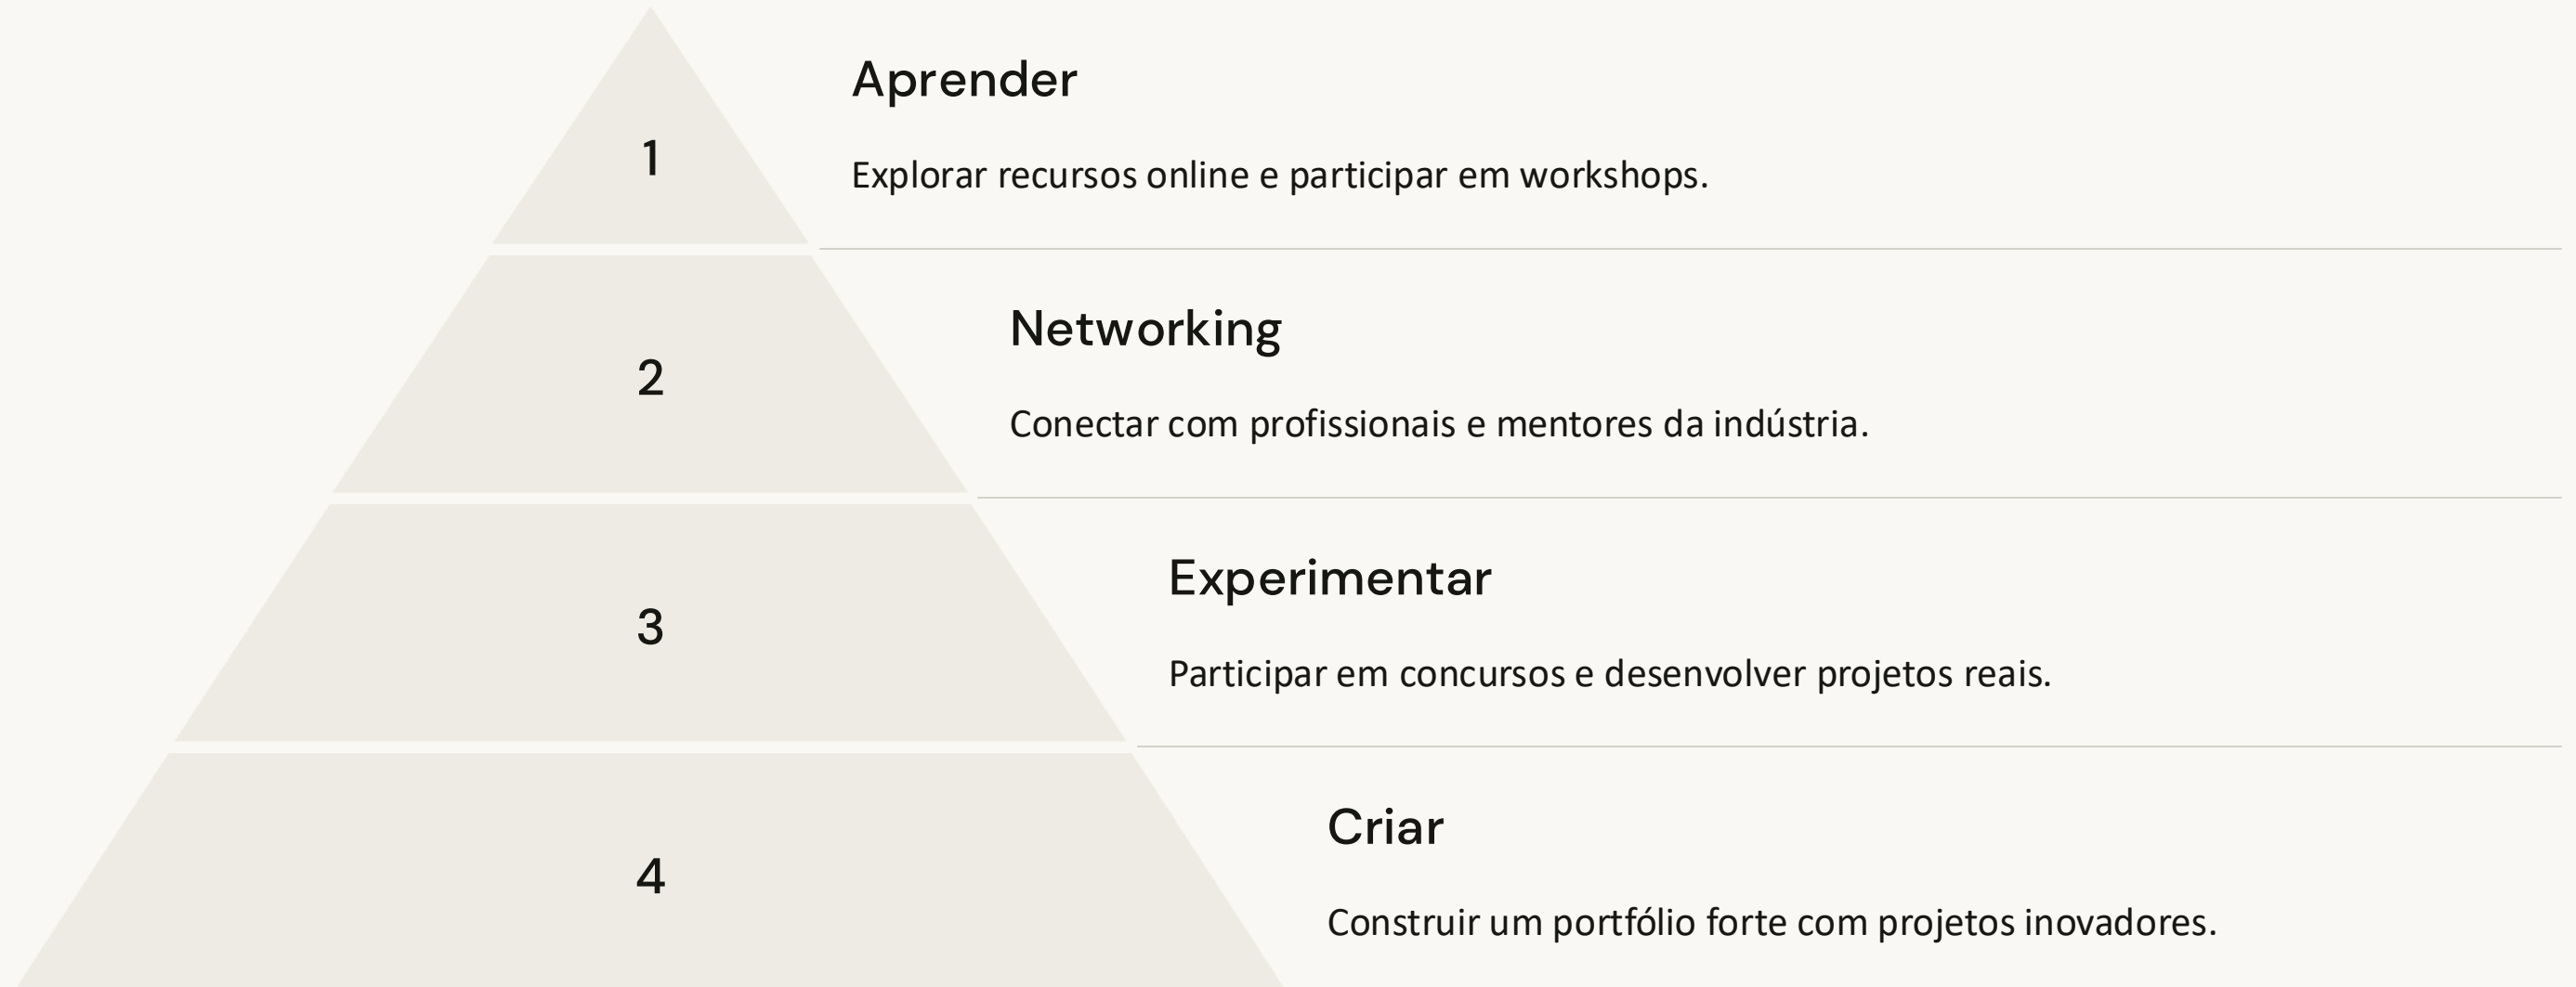 1
Aprender
Explorar recursos online e participar em workshops.
2
Networking
Conectar com profissionais e mentores da indústria.
3
Experimentar
Participar em concursos e desenvolver projetos reais.
4
Criar
Construir um portfólio forte com projetos inovadores.